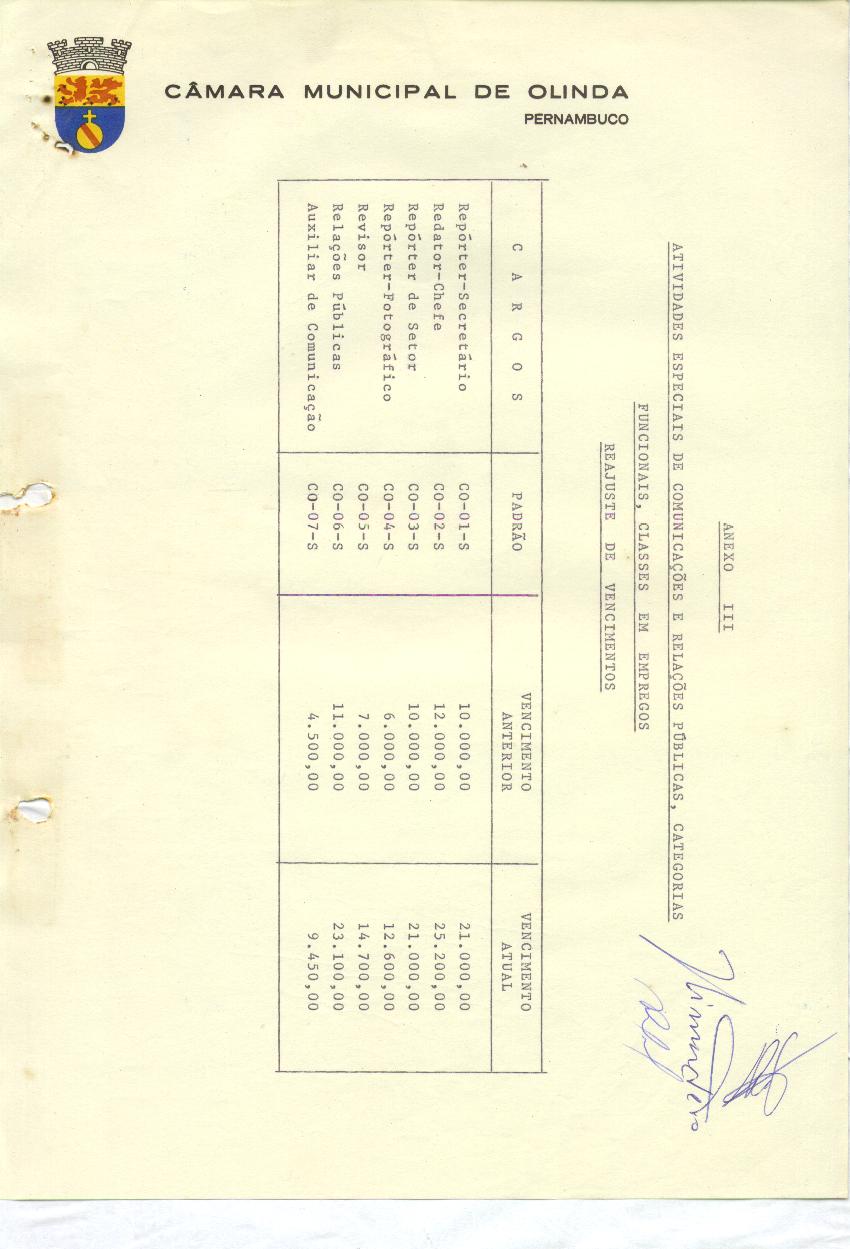 CÂMARA MUNICIPAL DE OLINDA
PERNAMBUCO
ANEXO III
ATIVIDADES ESPECIAIS DE COMUNICAÇÕES E RELAÇÕES PÚBLICAS, CATEGORIAS
FUNCIONAIS, CLASSES EM EMPREGOS
REAJUSTE DE VENCIMENTOS
C A R G O S PADRÃO VENCIMENTO ANTERIOR VENCIMENTO ATUAL
Repórter-Secretário CO-01-S 10.000,00 21.000,00
Redator-Chefe CO-02-S 12.000,00 25.200,00
Repórter de Setor CO-03-S 10.000,00 21.000,00
Repórter-Fotográfico CO-04-S 6.000,00 12.600,00
Revisor CO-05-S 7.000,00 14.700,00
Relações Públicas CO-06-S 11.000,00 23.100,00
Auxiliar de Comunicação CO-07-S 4.500,00 9.450,00